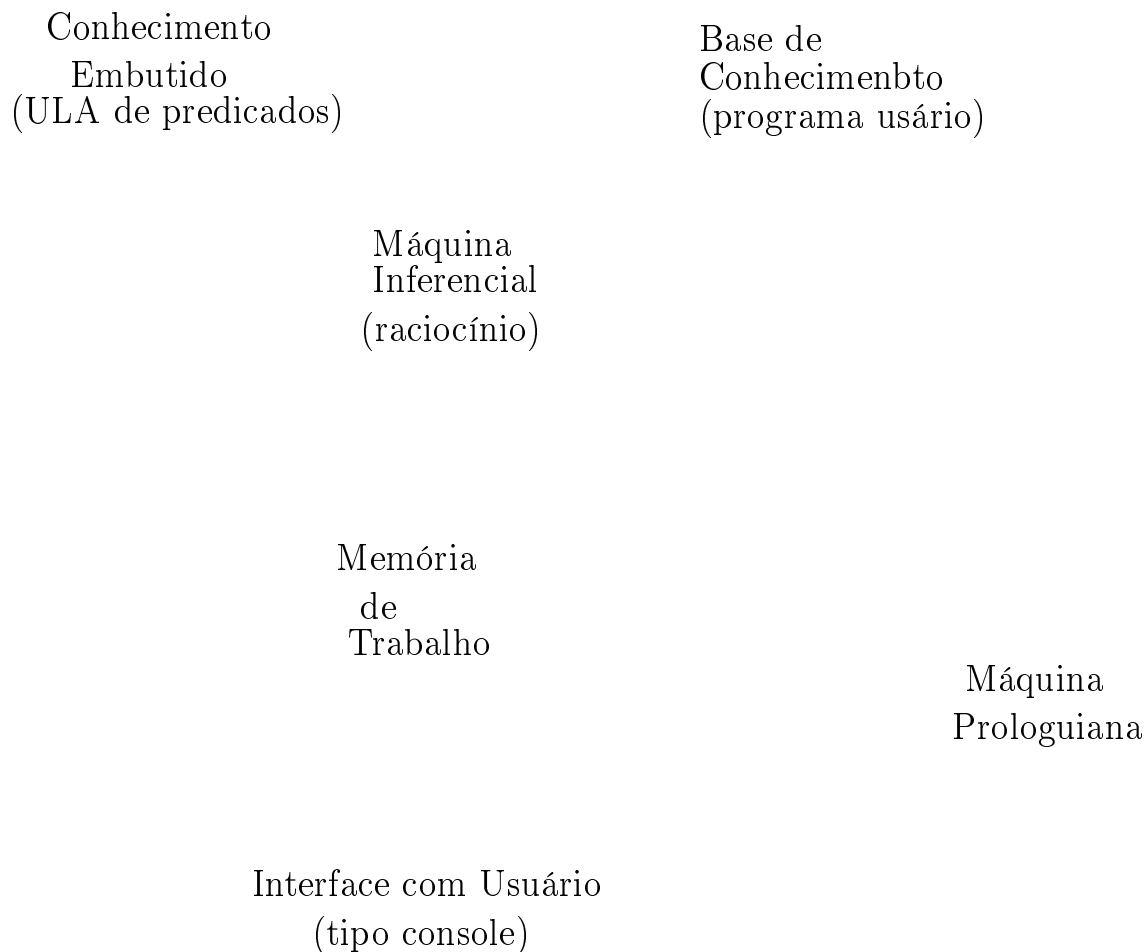 Conhecimento
Embutido
(ULA de predicados)
Base de
Conhecimenbto
(programa usário)
Máquina
Inferencial
(raciocínio)
Memória
de
Trabalho
Máquina
Prologuiana
Interface com Usuário
(tipo console)